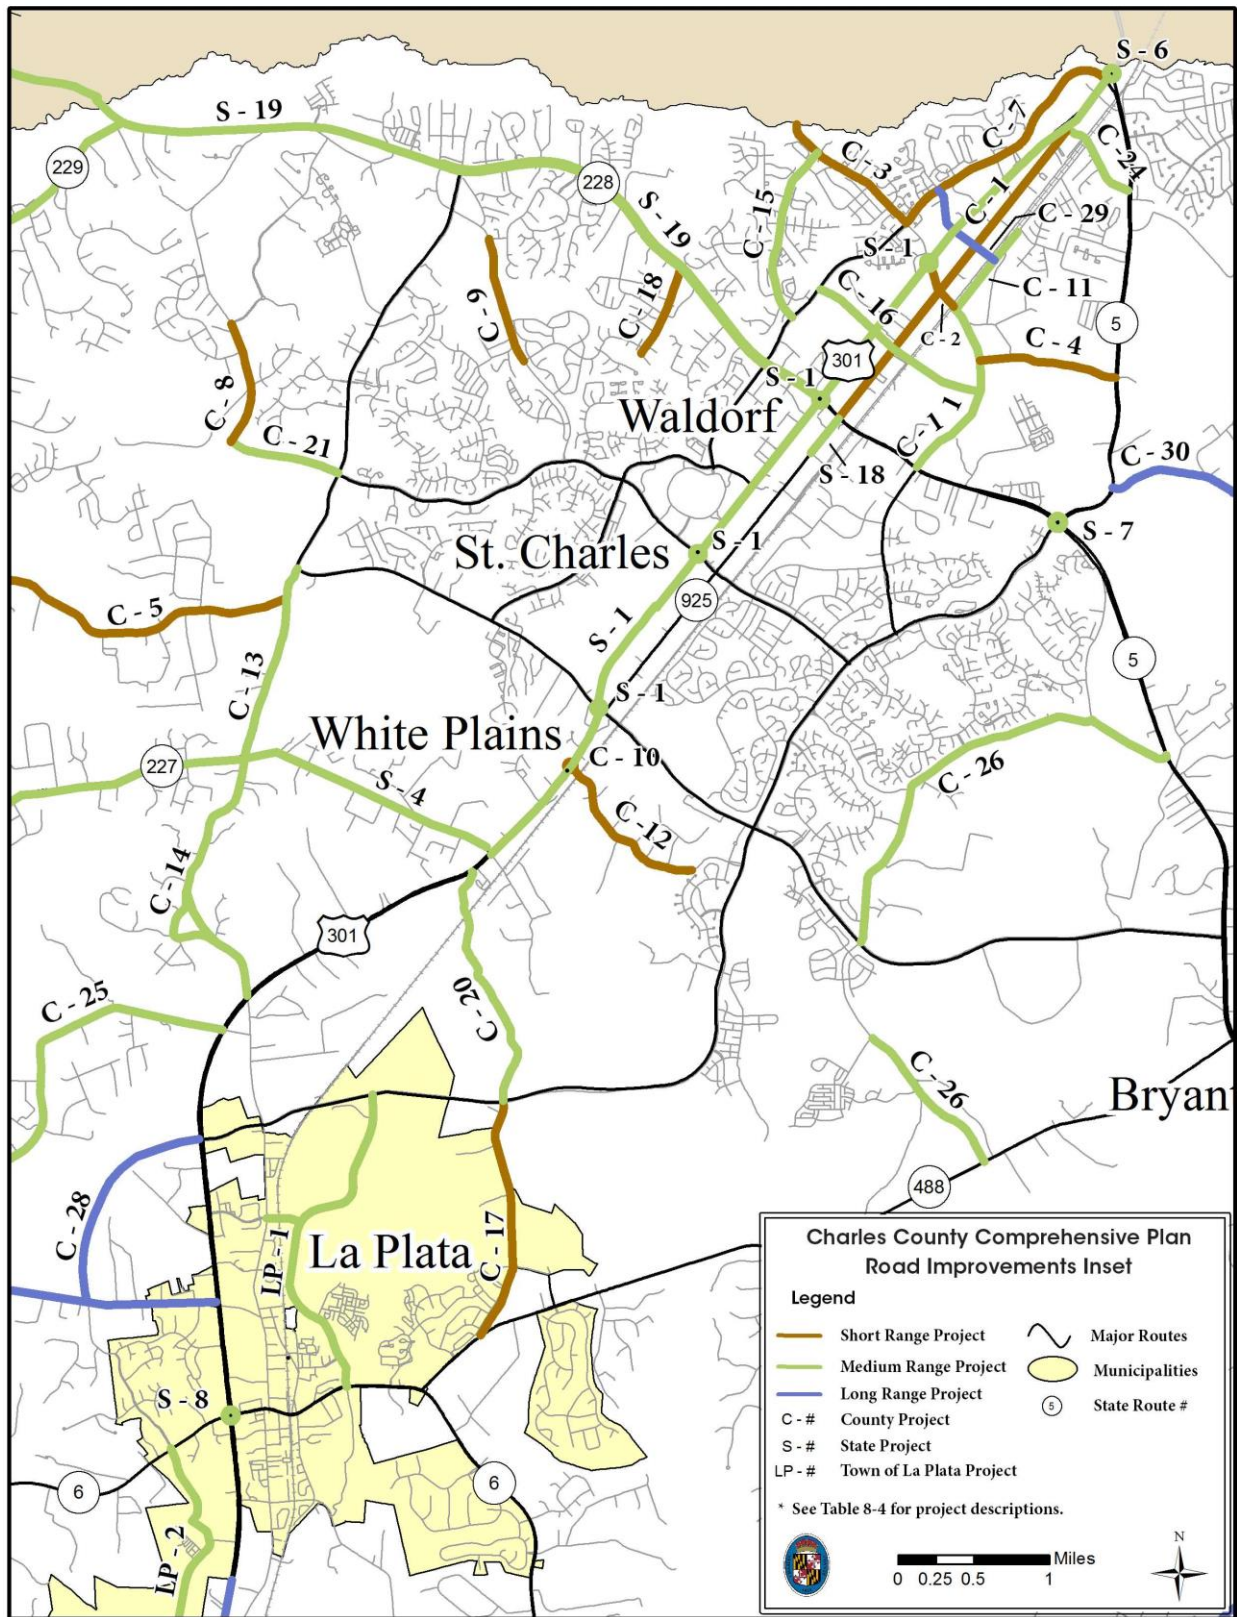 S - 6
S - 19
C - 7
229
C - 3
C - 24
228
C - 1
C - 15
S - 19
C - 29
S - 1
C - 9
C - 18
C - 16
C - 11
5
C - 2
C - 4
301
C - 8
S - 1
Waldorf
C - 1 1
C - 21
S - 18
C - 30
S - 7
St. Charles
S - 1
C - 5
925
S - 1
C - 13
5
S - 1
White Plains
C - 10
227
S - 4
C - 26
C - 12
C - 14
301
C - 25
C - 20
C - 26
Bryan
488
C - 28
C - 17
LP - 1
La Plata
S - 8
6
6
LP - 2
Charles County Comprehensive Plan
Road Improvements Inset
Legend
Short Range Project
Major Routes
Medium Range Project
Municipalities
Long Range Project
C - # County Project
5 State Route #
S - # State Project
LP - # Town of La Plata Project
* See Table 8-4 for project descriptions.
N
Miles
0 0.25 0.5 1